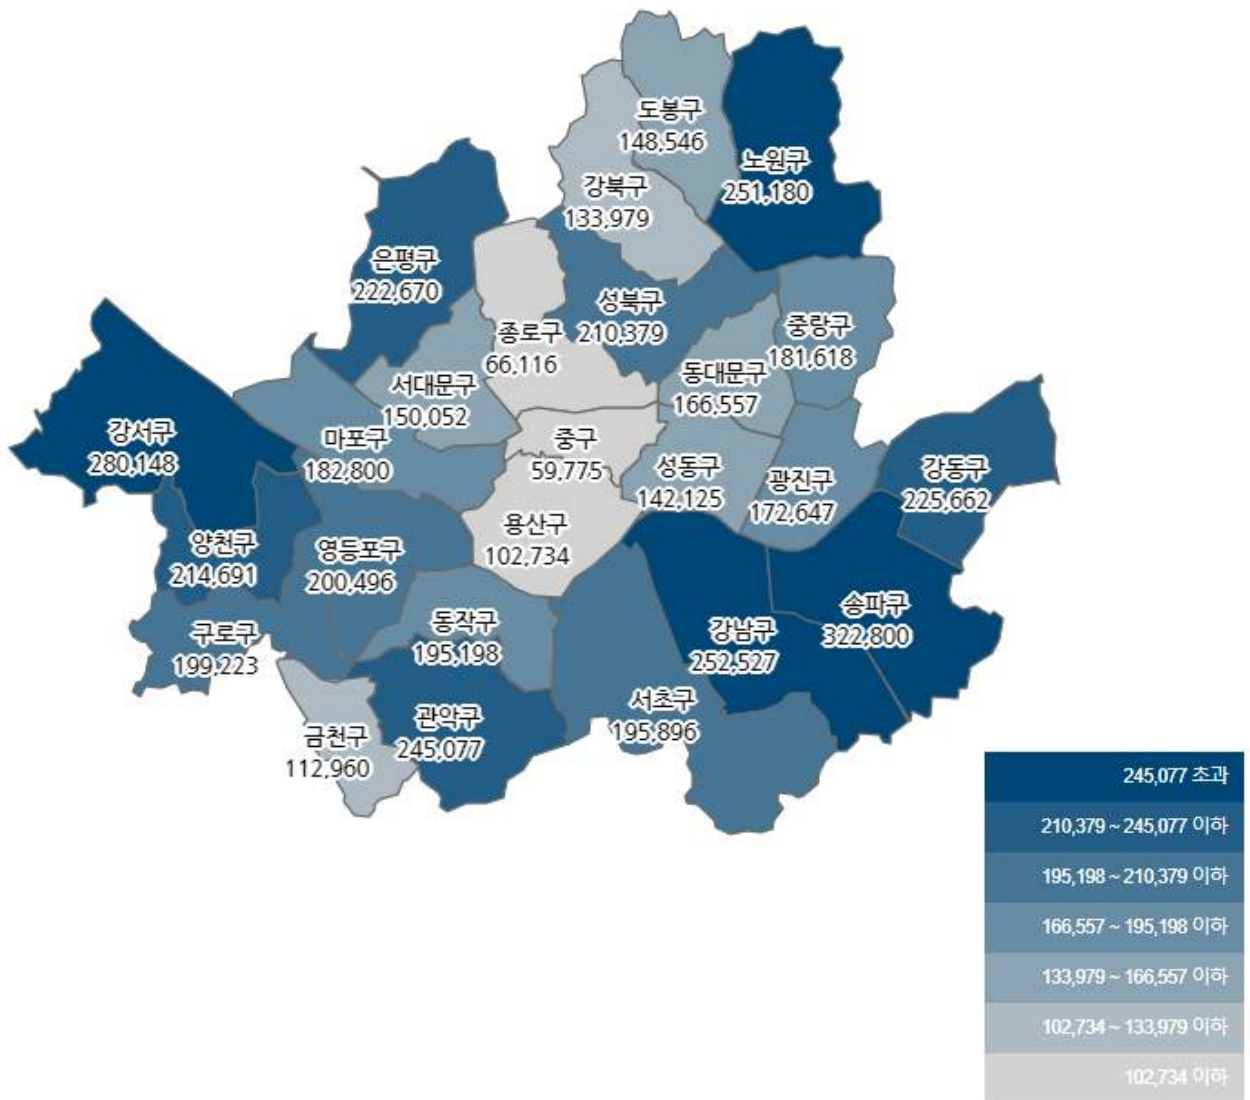 도봉구
148,546
노원구
251,180
강북구
133,979
은평구
222,670
성북구
210,379
중랑구
181,618
종로구
66,116
동대문구
166,557
서대문구
150,052
강서구
280,148
마포구
182,800
중구
59,775
성동구
142,125
광진구
172,647
강동구
225,662
양천구
214,691
영등포구
200,496
용산구
102,734
구로구
199,223
동작구
195,198
강남구
252,527
송파구
322,800
금천구
112,960
관악구
245,077
서초구
195,896
245,077 초과
210,379 ~ 245,077 이하
195,198 ~ 210,379 이하
166,557 ~ 195,198 이하
133,979 ~ 166,557 이하
102,734 ~ 133,979 이하
102,734 이하